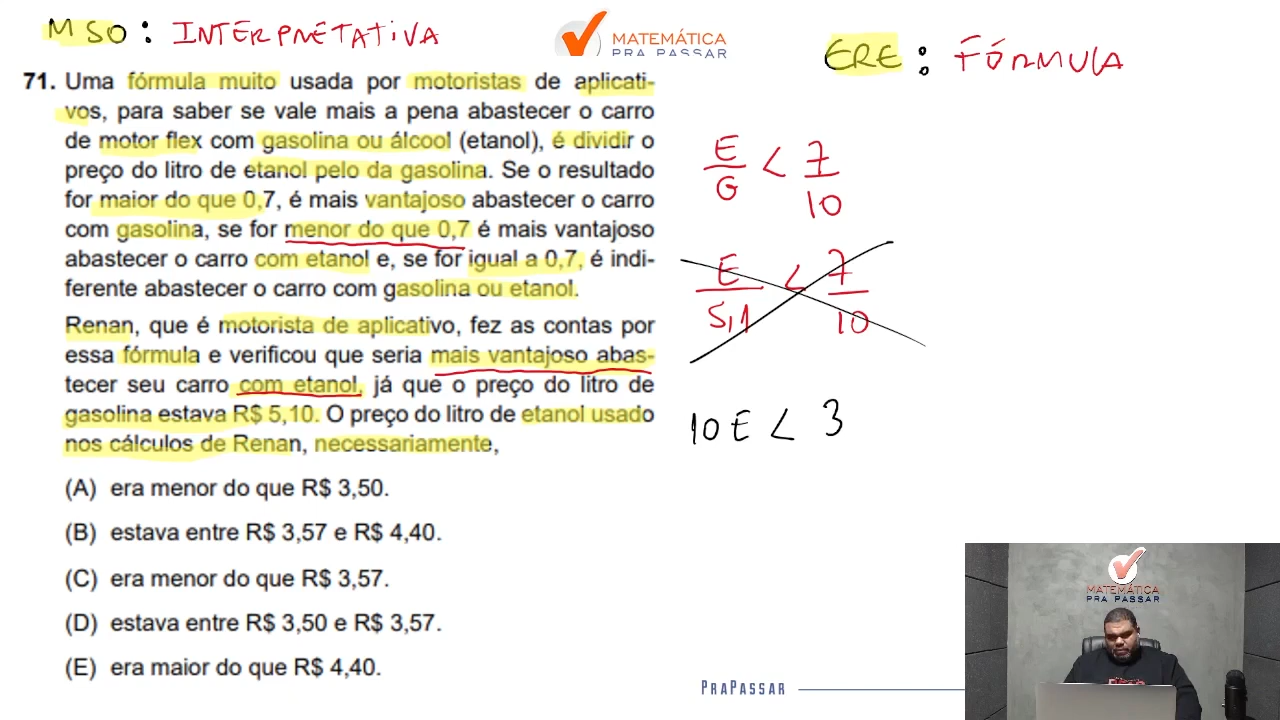 MSO : INTERPRETATIVA
MATEMÁTICA
PRA PASSAR
ERE : FÓRMULA
71. Uma fórmula muito usada por motoristas de aplicati-
vos, para saber se vale mais a pena abastecer o carro
de motor flex com gasolina ou álcool (etanol), é dividir o
preço do litro de etanol pelo da gasolina. Se o resultado
for maior do que 0,7, é mais vantajoso abastecer o carro
com gasolina, se for menor do que 0,7 é mais vantajoso
abastecer o carro com etanol e, se for igual a 0,7, é indi-
ferente abastecer o carro com gasolina ou etanol.
Renan, que é motorista de aplicativo, fez as contas por
essa fórmula e verificou que seria mais vantajoso abas-
tecer seu carro com etanol, já que o preço do litro de
gasolina estava R$ 5,10. O preço do litro de etanol usado
nos cálculos de Renan, necessariamente,
(A) era menor do que R$ 3,50.
(B) estava entre R$ 3,57 e R$ 4,40.
(C) era menor do que R$ 3,57.
(D) estava entre R$ 3,50 e R$ 3,57.
(E) era maior do que R$ 4,40.
E/G < 7/10
E/5,1 < 7/10
10 E < 3
MATEMÁTICA
PRA PASSAR
PRAPASSAR